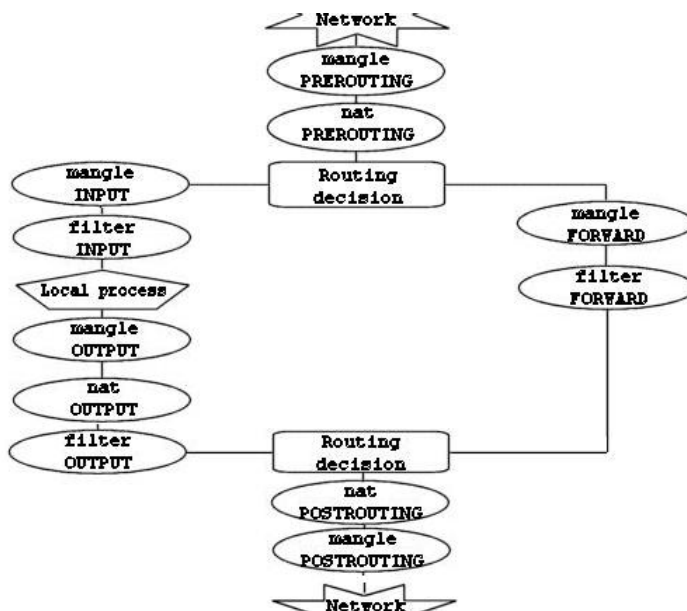 Network
mangle
PREROUTING
nat
PREROUTING
Routing
decision
mangle
INPUT
filter
INPUT
Local process
mangle
OUTPUT
nat
OUTPUT
filter
OUTPUT
mangle
FORWARD
filter
FORWARD
Routing
decision
nat
POSTROUTING
mangle
POSTROUTING
Network